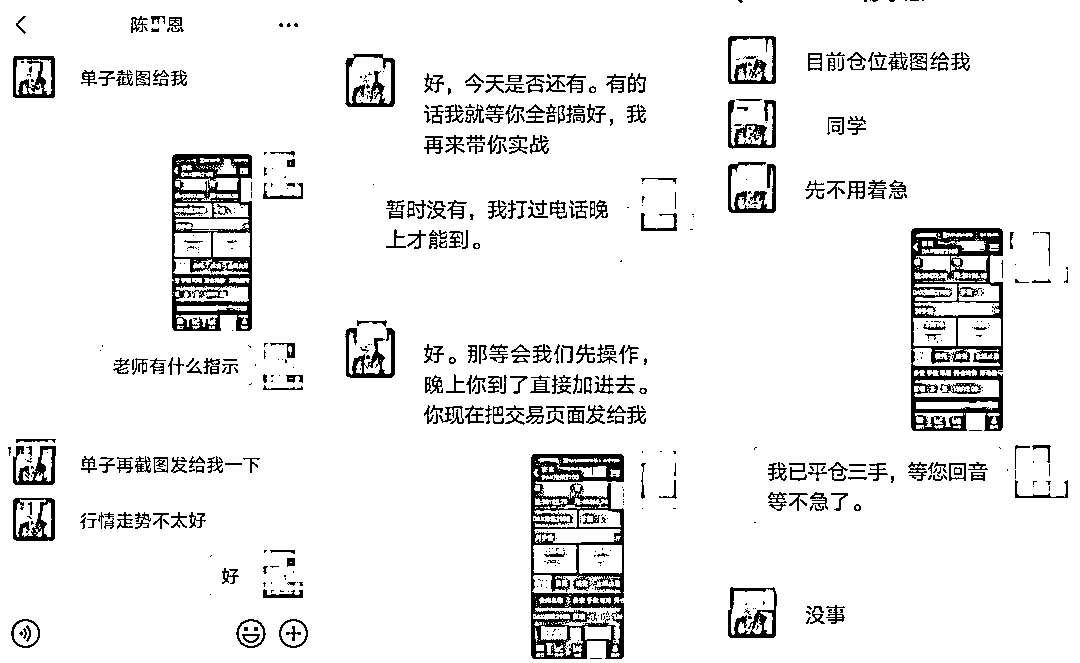 陈恩
单子截图给我
老师有什么指示
单子再截图发给我一下
行情走势不太好
好
好，今天是否还有。有的
话我就等你全部搞好，我
再来带你实战
暂时没有，我打过电话晚
上才能到。
好。那等会我们先操作，
晚上你到了直接加进去。
你现在把交易页面发给我
目前仓位截图给我
同学
先不用着急
我已平仓三手，等您回音
等不急了。
没事